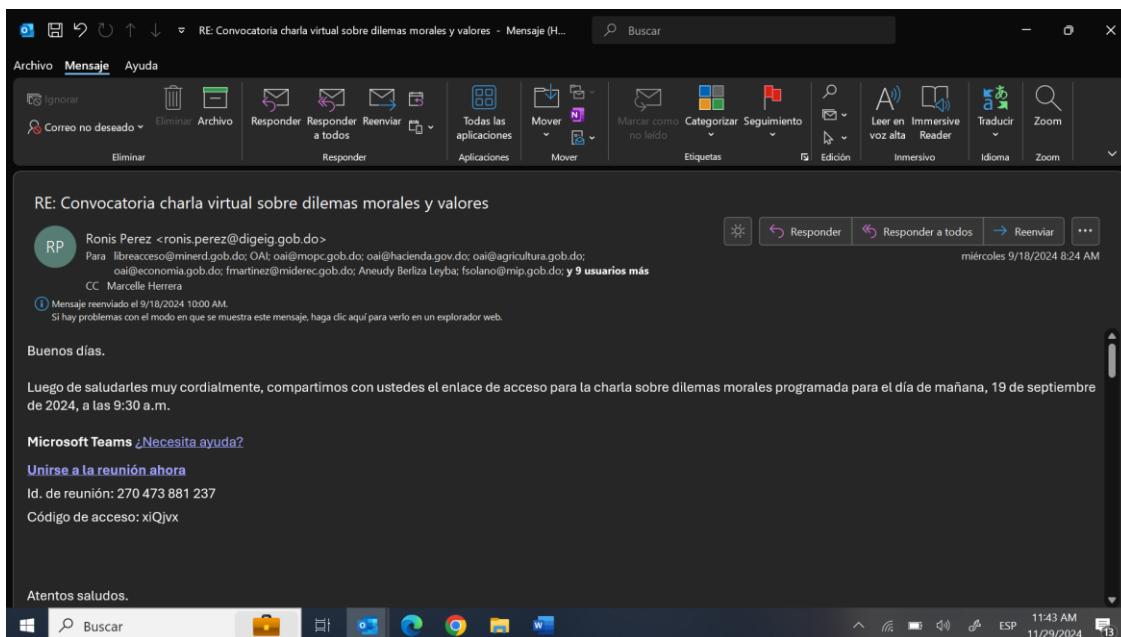 RE: Convocatoria charla virtual sobre dilemas morales y valores - Mensaje (H...
Buscar
Archivo Mensaje Ayuda
Ignorar
Correo no deseado
Eliminar
Archivo
Eliminar
Responder
Responder a todos
Reenviar
Responder
Todas las aplicaciones
Aplicaciones
Mover
Mover
Marcar como no leído
Categorizar
Seguimiento
Etiquetas
Edición
Leer en voz alta
Immersive Reader
Inmersivo
Traducir
Idioma
Zoom
Zoom
RE: Convocatoria charla virtual sobre dilemas morales y valores
RP
Ronis Perez <ronis.perez@digeig.gob.do>
Responder
Responder a todos
Reenviar
Para libreacceso@minerd.gob.do; OAI; oai@mopc.gob.do; oai@hacienda.gov.do; oai@agricultura.gob.do;
oai@economia.gob.do; fmartinez@miderec.gob.do; Aneudy Berliza Leyba; fsolano@mip.gob.do; y 9 usuarios más
miércoles 9/18/2024 8:24 AM
CC Marcelle Herrera
Mensaje reenviado el 9/18/2024 10:00 AM.
Si hay problemas con el modo en que se muestra este mensaje, haga clic aquí para verlo en un explorador web.
Buenos días.
Luego de saludarles muy cordialmente, compartimos con ustedes el enlace de acceso para la charla sobre dilemas morales programada para el día de mañana, 19 de septiembre
de 2024, a las 9:30 a.m.
Microsoft Teams ¿Necesita ayuda?
Unirse a la reunión ahora
Id. de reunión: 270 473 881 237
Código de acceso: xiQjvx
Atentos saludos.
Buscar
ESP
11:43 AM
11/29/2024
13